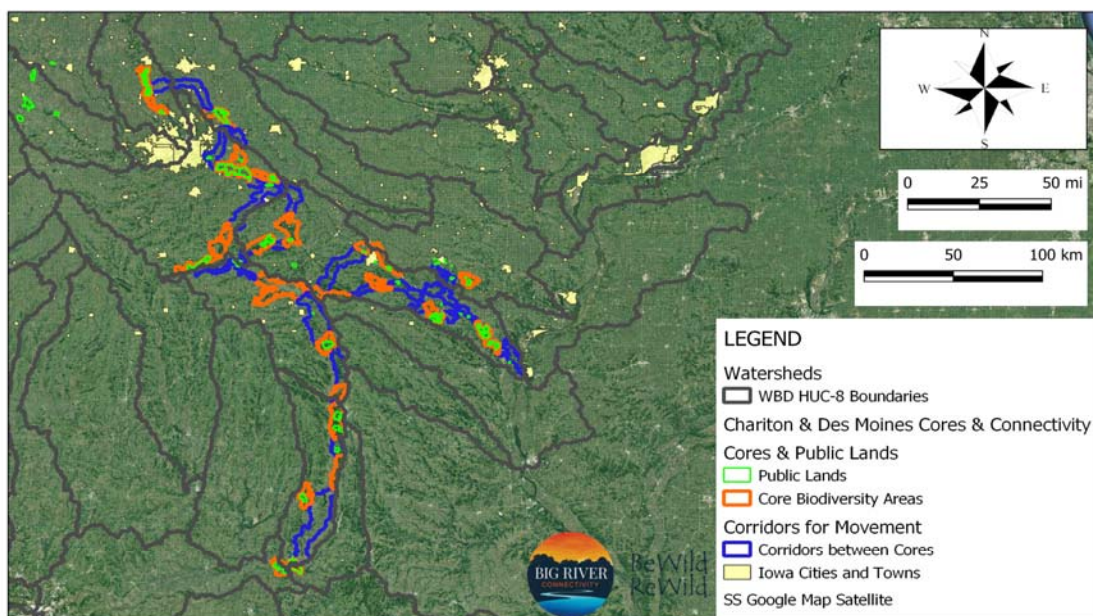 N
W
E
S
0 25 50 mi
0 50 100 km
LEGEND
Watersheds
WBD HUC-8 Boundaries
Chariton & Des Moines Cores & Connectivity
Cores & Public Lands
Public Lands
Core Biodiversity Areas
Corridors for Movement
Corridors between Cores
Iowa Cities and Towns
SS Google Map Satellite
BIG RIVER
CONNECTIVITY
BeWild
ReWild